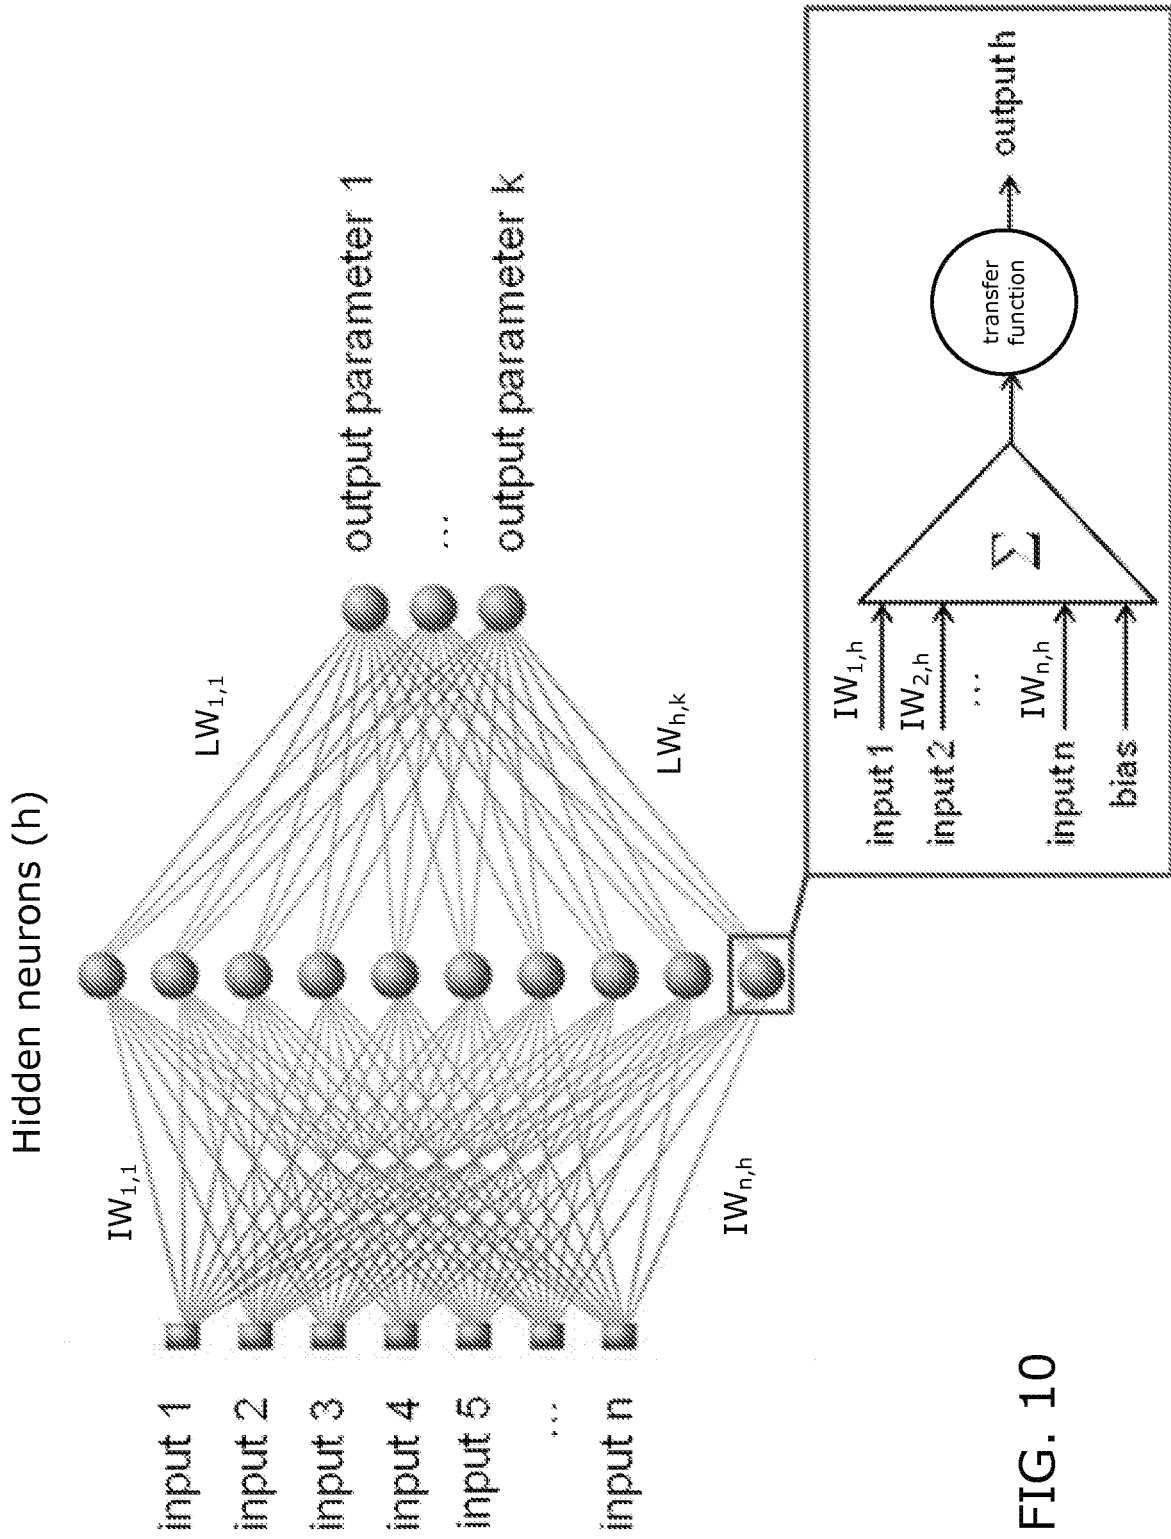 Hidden neurons (h)
IW1,1
LW1,1
input 1
input 2
input 3
input 4
input 5
...
input n
output parameter 1
...
output parameter k
IWn,h
LWh,k
IW1,h
input 1
IW2,h
input 2
...
IWn,h
input n
bias
Σ
transfer
function
output h
FIG. 10